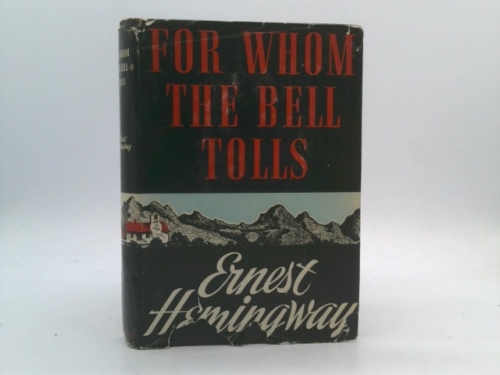 FOR WHOM
THE BELL
TOLLS
Ernest
Hemingway